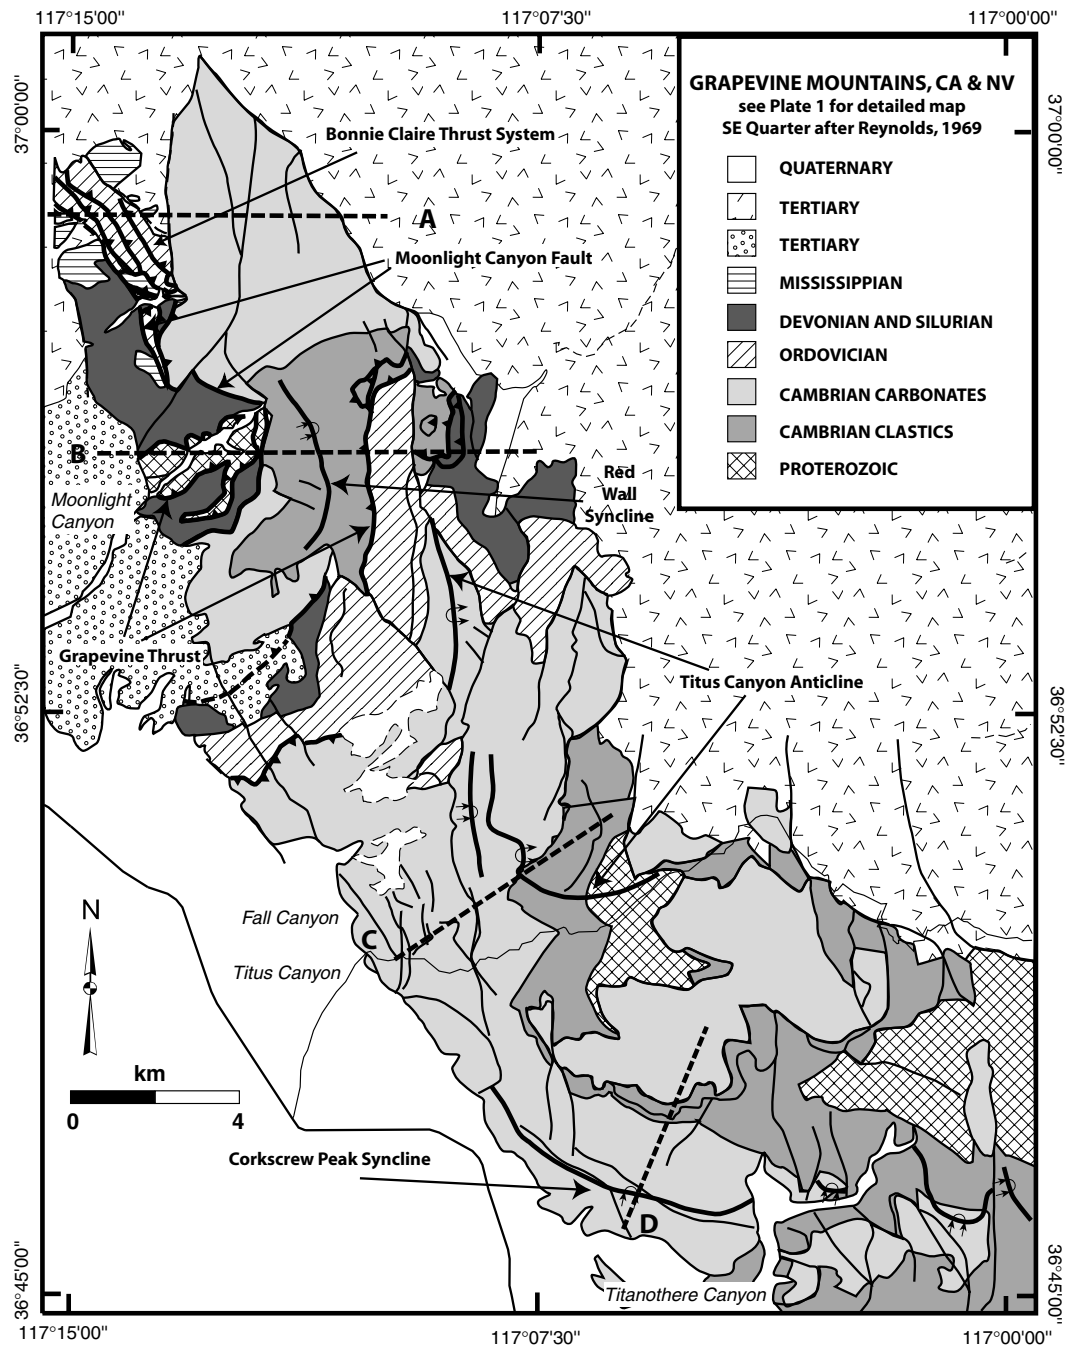 117°15'00"
117°07'30"
117°00'00"
37°00'00"
37°00'00"
GRAPEVINE MOUNTAINS, CA & NV
see Plate 1 for detailed map
SE Quarter after Reynolds, 1969
QUATERNARY
TERTIARY
TERTIARY
MISSISSIPPIAN
DEVONIAN AND SILURIAN
ORDOVICIAN
CAMBRIAN CARBONATES
CAMBRIAN CLASTICS
PROTEROZOIC
Bonnie Claire Thrust System
A
Moonlight Canyon Fault
B
Red
Wall
Syncline
Moonlight
Canyon
Grapevine Thrust
Titus Canyon Anticline
36°52'30"
36°52'30"
N
Fall Canyon
C
Titus Canyon
km
0
4
Corkscrew Peak Syncline
D
Titanothere Canyon
36°45'00"
36°45'00"
117°15'00"
117°07'30"
117°00'00"